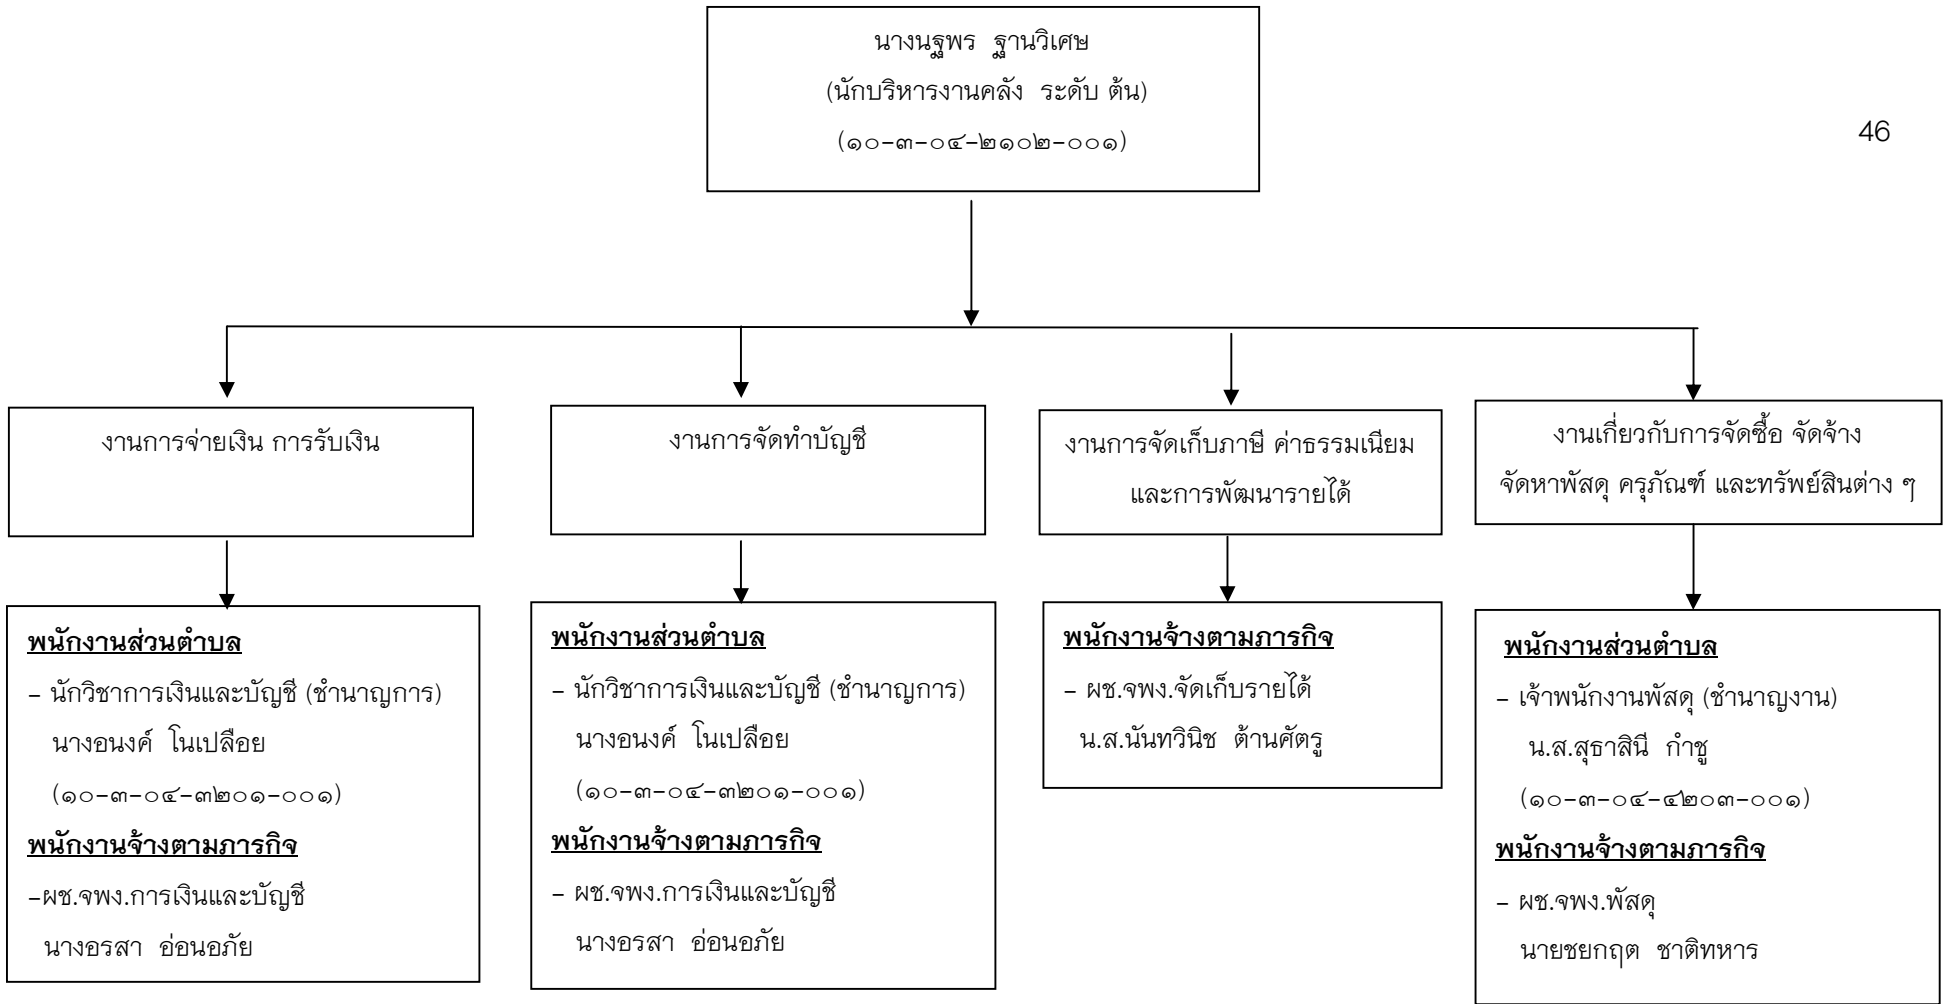 นางนฐพร ฐานวิเศษ
(นักบริหารงานคลัง ระดับ ต้น)
(๑๐-๓-๐๔-๒๑๐๒-๐๐๑)
46
งานการจ่ายเงิน การรับเงิน
งานการจัดทำบัญชี
งานการจัดเก็บภาษี ค่าธรรมเนียม
และการพัฒนารายได้
งานเกี่ยวกับการจัดซื้อ จัดจ้าง
จัดหาพัสดุ ครุภัณฑ์ และทรัพย์สินต่าง ๆ
พนักงานส่วนตำบล
- นักวิชาการเงินและบัญชี (ชำนาญการ)
นางอนงค์ โนเปลือย
(๑๐-๓-๐๔-๓๒๐๑-๐๐๑)
พนักงานจ้างตามภารกิจ
-ผช.จพง.การเงินและบัญชี
นางอรสา อ่อนอภัย
พนักงานส่วนตำบล
- นักวิชาการเงินและบัญชี (ชำนาญการ)
นางอนงค์ โนเปลือย
(๑๐-๓-๐๔-๓๒๐๑-๐๐๑)
พนักงานจ้างตามภารกิจ
- ผช.จพง.การเงินและบัญชี
นางอรสา อ่อนอภัย
พนักงานจ้างตามภารกิจ
- ผช.จพง.จัดเก็บรายได้
น.ส.นันทวินิช ต้านศัตรู
พนักงานส่วนตำบล
- เจ้าพนักงานพัสดุ (ชำนาญงาน)
น.ส.สุธาสินี กำชู
(๑๐-๓-๐๔-๔๒๐๓-๐๐๑)
พนักงานจ้างตามภารกิจ
- ผช.จพง.พัสดุ
นายชยกฤต ชาติทหาร